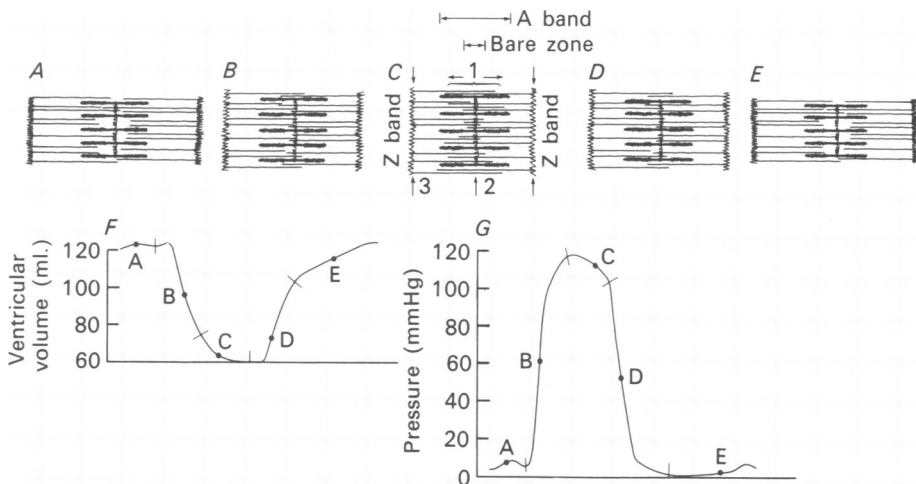 A band
Bare zone
A
B
C
1
D
E
Z band
Z band
3
2
F
120
100
80
60
Ventricular
volume (ml.)
A
B
C
D
E
G
120
100
80
60
40
20
0
Pressure (mmHg)
A
B
C
D
E